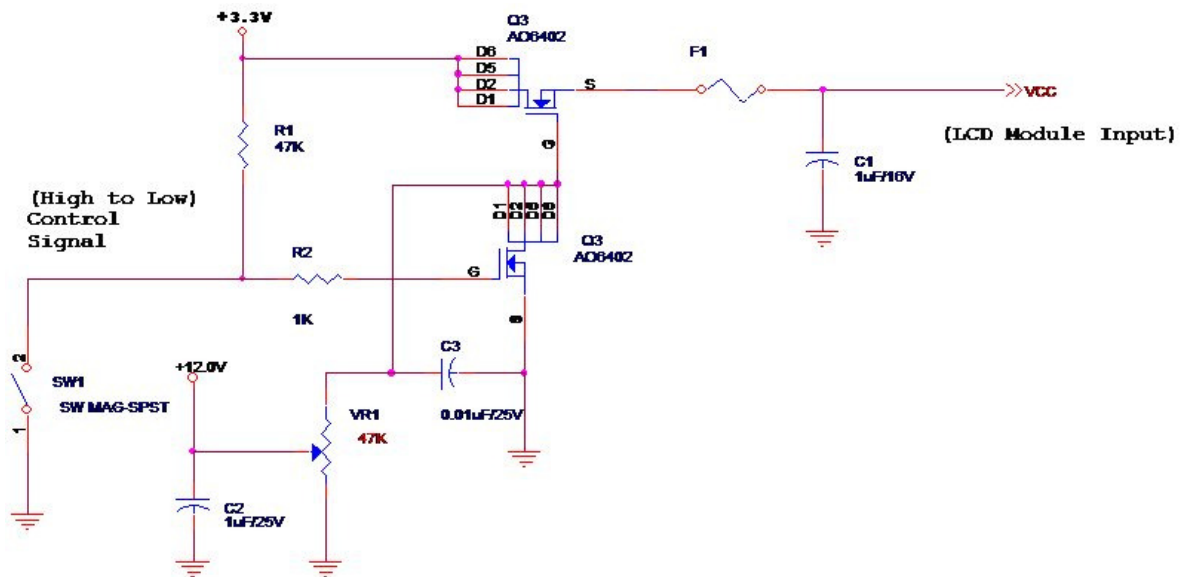 +3.3V
Q3
AO6402
D6
D5
D2
D1
S
G
F1
VCC
(LCD Module Input)
C1
1uF/16V
R1
47K
(High to Low)
Control
Signal
R2
1K
G
D1
D2
Q3
AO6402
C3
0.01uF/25V
2
SW1
SW MAG-SPST
1
+12.0V
VR1
47K
C2
1uF/25V